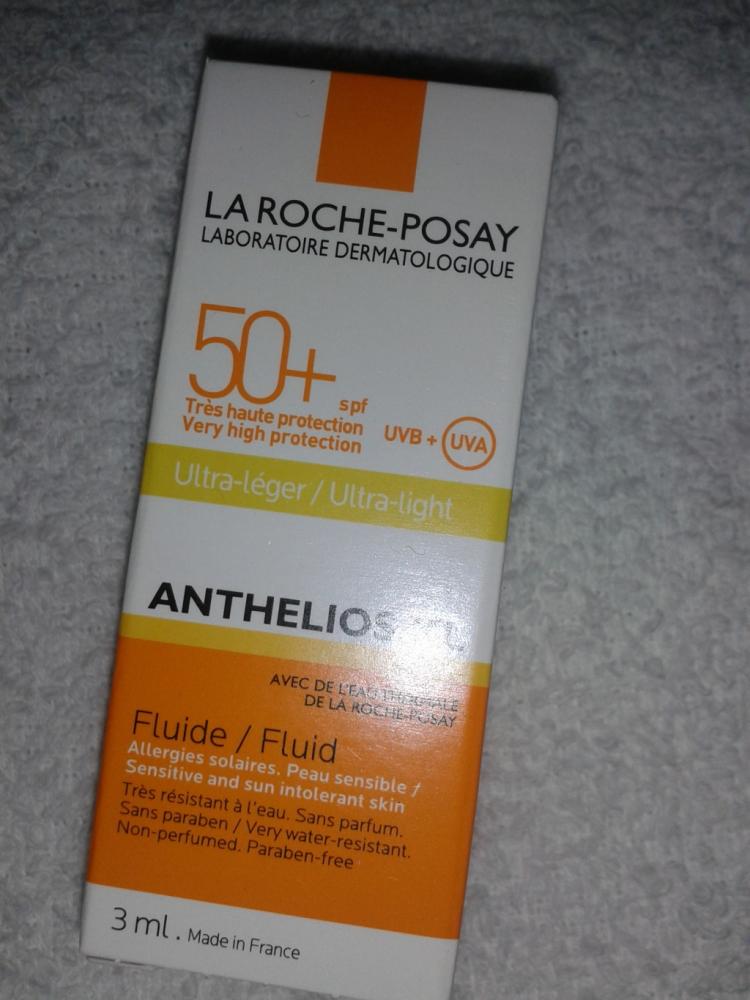 LA ROCHE-POSAY
LABORATOIRE DERMATOLOGIQUE
50+ spf
Très haute protection
Very high protection
UVB + UVA
Ultra-léger / Ultra-light
ANTHELIOS XL
AVEC DE L'EAU THERMALE
DE LA ROCHE-POSAY
Fluide / Fluid
Allergies solaires. Peau sensible /
Sensitive and sun intolerant skin
Très résistant à l'eau. Sans parfum.
Sans paraben / Very water-resistant.
Non-perfumed. Paraben-free
3 ml . Made in France